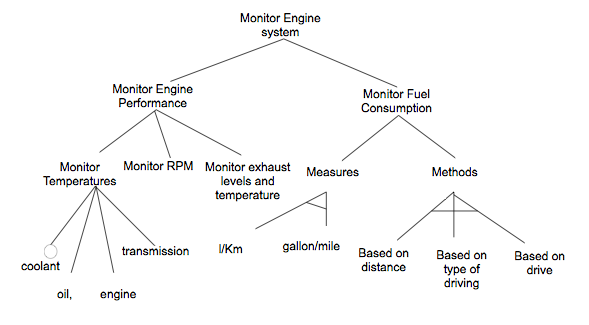 Monitor Engine
system
Monitor Engine
Performance
Monitor Fuel
Consumption
Monitor
Temperatures
Monitor RPM
Monitor exhaust
levels and
temperature
Measures
Methods
coolant
oil,
engine
transmission
l/Km
gallon/mile
Based on
distance
Based on
type of
driving
Based on
drive